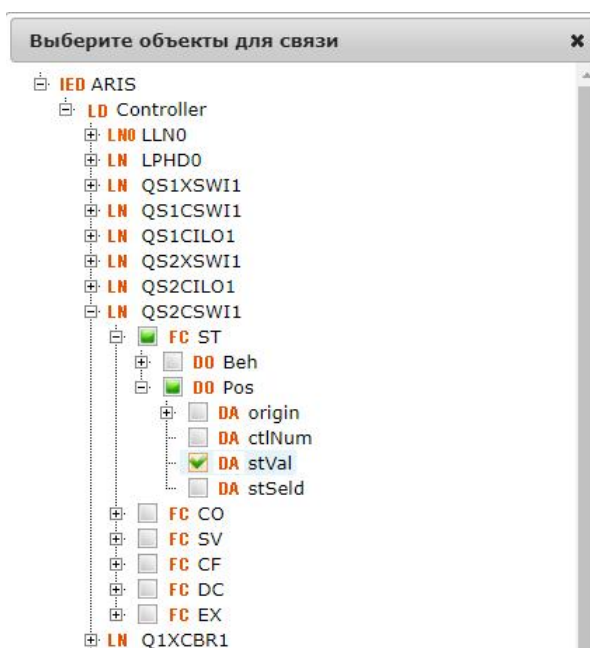 Выберите объекты для связи
IED ARIS
LD Controller
LN0 LLN0
LN LPHD0
LN QS1XSWI1
LN QS1CSWI1
LN QS1CILO1
LN QS2XSWI1
LN QS2CILO1
LN QS2CSWI1
FC ST
DO Beh
DO Pos
DA origin
DA ctlNum
DA stVal
DA stSeld
FC CO
FC SV
FC CF
FC DC
FC EX
LN Q1XCBR1